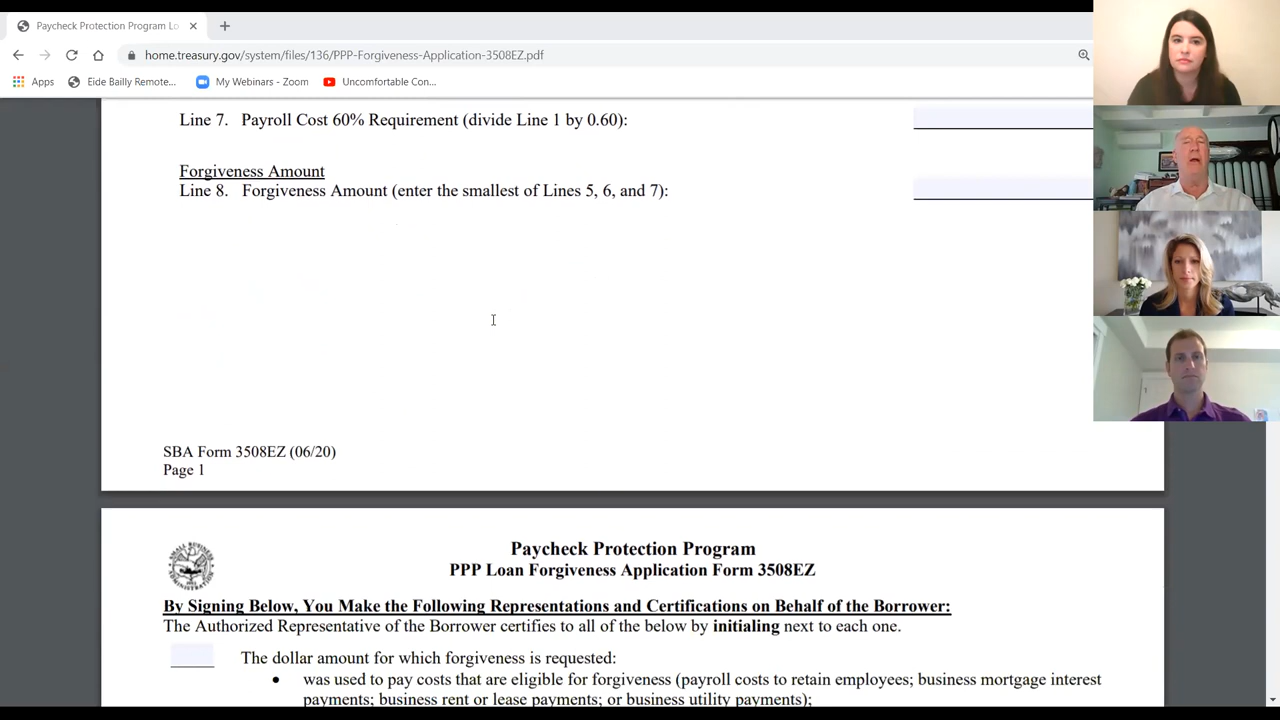 Paycheck Protection Program Lo
home.treasury.gov/system/files/136/PPP-Forgiveness-Application-3508EZ.pdf
Apps
Eide Bailly Remote...
My Webinars - Zoom
Uncomfortable Con...
Line 7. Payroll Cost 60% Requirement (divide Line 1 by 0.60):
Forgiveness Amount
Line 8. Forgiveness Amount (enter the smallest of Lines 5, 6, and 7):
SBA Form 3508EZ (06/20)
Page 1
Paycheck Protection Program
PPP Loan Forgiveness Application Form 3508EZ
By Signing Below, You Make the Following Representations and Certifications on Behalf of the Borrower:
The Authorized Representative of the Borrower certifies to all of the below by initialing next to each one.
The dollar amount for which forgiveness is requested:
• was used to pay costs that are eligible for forgiveness (payroll costs to retain employees; business mortgage interest
payments; business rent or lease payments; or business utility payments);